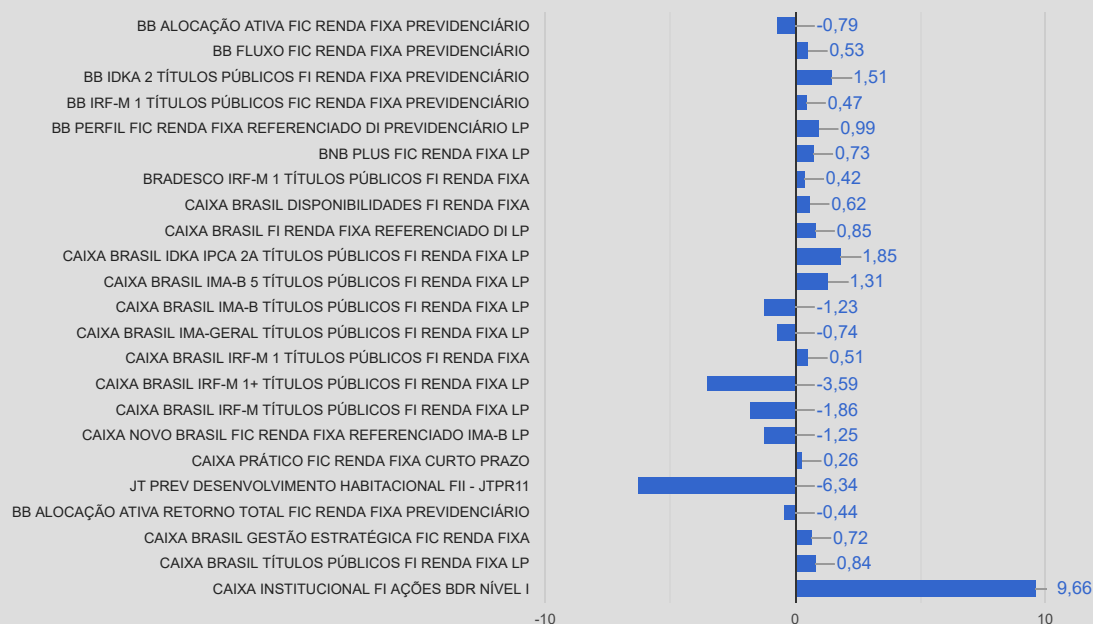 BB ALOCAÇÃO ATIVA FIC RENDA FIXA PREVIDENCIÁRIO -0,79
BB FLUXO FIC RENDA FIXA PREVIDENCIÁRIO 0,53
BB IDKA 2 TÍTULOS PÚBLICOS FI RENDA FIXA PREVIDENCIÁRIO 1,51
BB IRF-M 1 TÍTULOS PÚBLICOS FIC RENDA FIXA PREVIDENCIÁRIO 0,47
BB PERFIL FIC RENDA FIXA REFERENCIADO DI PREVIDENCIÁRIO LP 0,99
BNB PLUS FIC RENDA FIXA LP 0,73
BRADESCO IRF-M 1 TÍTULOS PÚBLICOS FI RENDA FIXA 0,42
CAIXA BRASIL DISPONIBILIDADES FI RENDA FIXA 0,62
CAIXA BRASIL FI RENDA FIXA REFERENCIADO DI LP 0,85
CAIXA BRASIL IDKA IPCA 2A TÍTULOS PÚBLICOS FI RENDA FIXA LP 1,85
CAIXA BRASIL IMA-B 5 TÍTULOS PÚBLICOS FI RENDA FIXA LP 1,31
CAIXA BRASIL IMA-B TÍTULOS PÚBLICOS FI RENDA FIXA LP -1,23
CAIXA BRASIL IMA-GERAL TÍTULOS PÚBLICOS FI RENDA FIXA LP -0,74
CAIXA BRASIL IRF-M 1 TÍTULOS PÚBLICOS FI RENDA FIXA 0,51
CAIXA BRASIL IRF-M 1+ TÍTULOS PÚBLICOS FI RENDA FIXA LP -3,59
CAIXA BRASIL IRF-M TÍTULOS PÚBLICOS FI RENDA FIXA LP -1,86
CAIXA NOVO BRASIL FIC RENDA FIXA REFERENCIADO IMA-B LP -1,25
CAIXA PRÁTICO FIC RENDA FIXA CURTO PRAZO 0,26
JT PREV DESENVOLVIMENTO HABITACIONAL FII - JTPR11 -6,34
BB ALOCAÇÃO ATIVA RETORNO TOTAL FIC RENDA FIXA PREVIDENCIÁRIO -0,44
CAIXA BRASIL GESTÃO ESTRATÉGICA FIC RENDA FIXA 0,72
CAIXA BRASIL TÍTULOS PÚBLICOS FI RENDA FIXA LP 0,84
CAIXA INSTITUCIONAL FI AÇÕES BDR NÍVEL I 9,66
-10 0 10